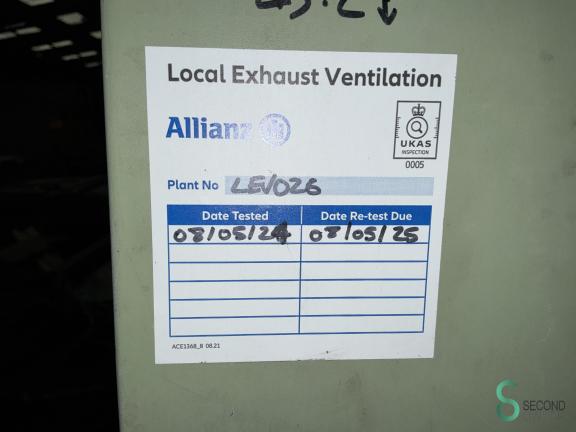 Local Exhaust Ventilation
Allianz
UKAS
INSPECTION
0005
Plant No LEV026
Date Tested Date Re-test Due
08/05/24 08/05/25
ACE1368_8 08.21
SECOND